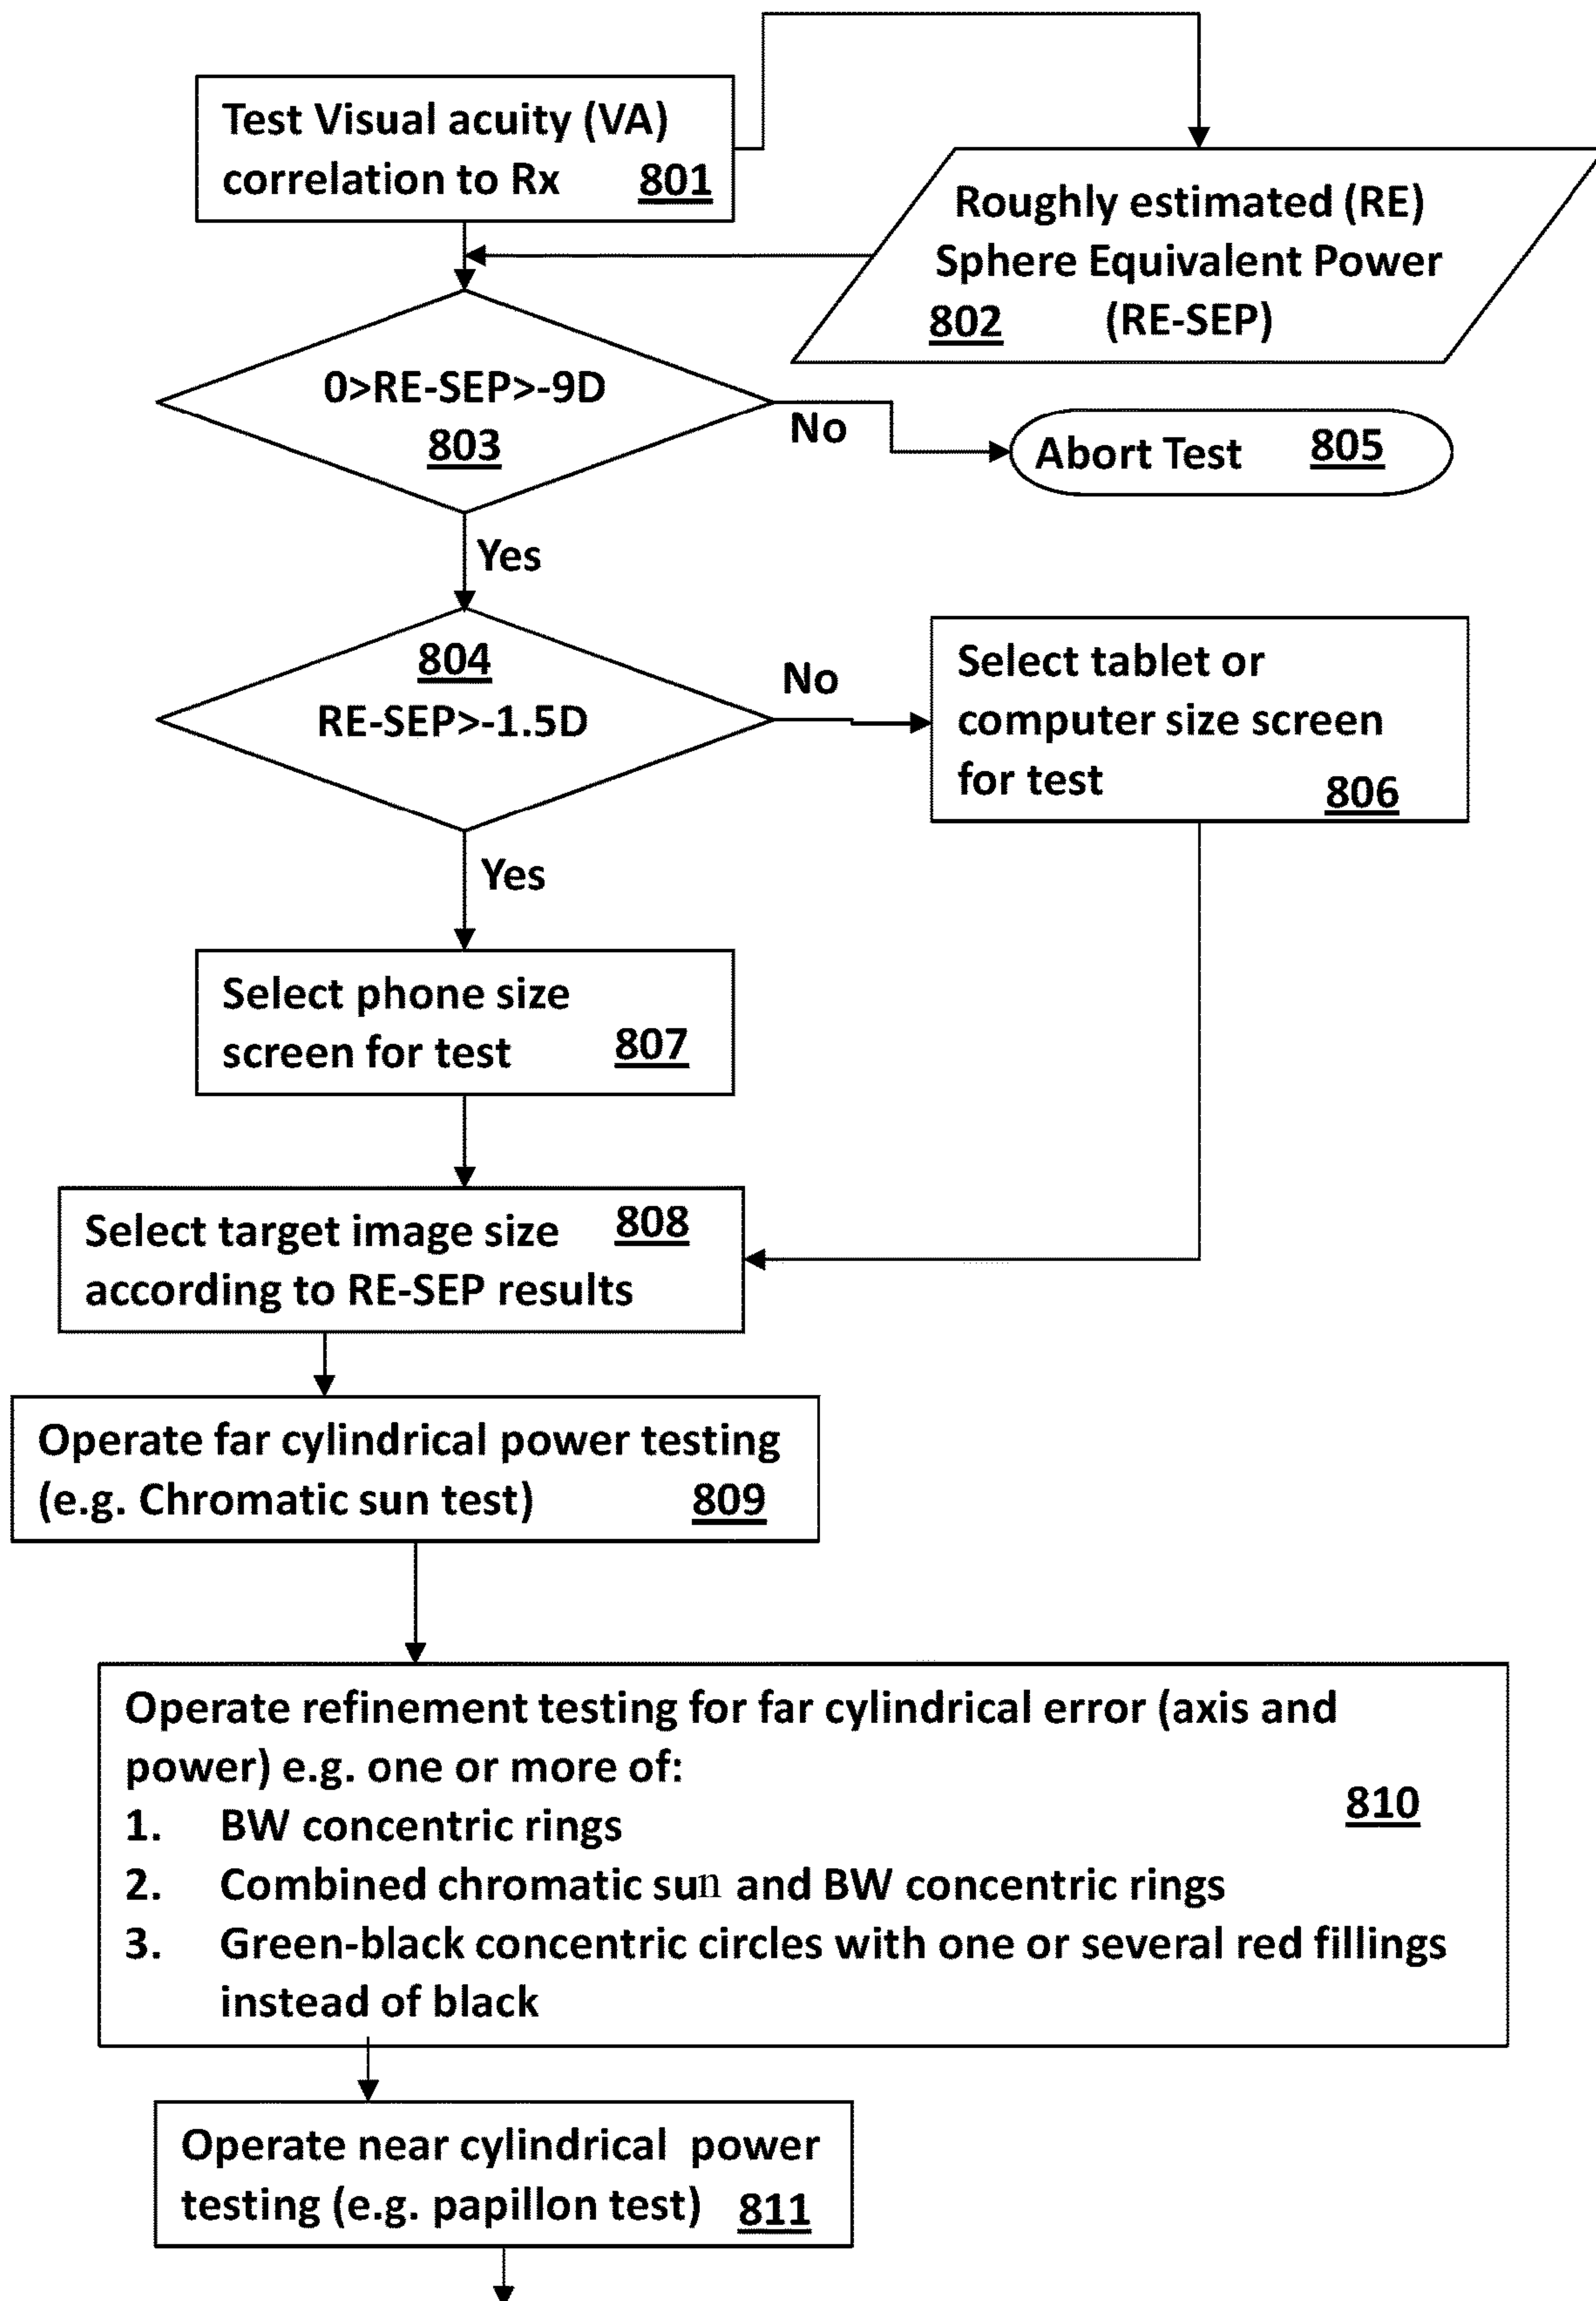 Test Visual acuity (VA)
correlation to Rx 801
Roughly estimated (RE)
Sphere Equivalent Power
802 (RE-SEP)
0>RE-SEP>-9D
803
No
Abort Test 805
Yes
804
RE-SEP>-1.5D
No
Select tablet or
computer size screen
for test 806
Yes
Select phone size
screen for test 807
Select target image size 808
according to RE-SEP results
Operate far cylindrical power testing
(e.g. Chromatic sun test) 809
Operate refinement testing for far cylindrical error (axis and
power) e.g. one or more of:
810
1. BW concentric rings
2. Combined chromatic sun and BW concentric rings
3. Green-black concentric circles with one or several red fillings
instead of black
Operate near cylindrical power
testing (e.g. papillon test) 811